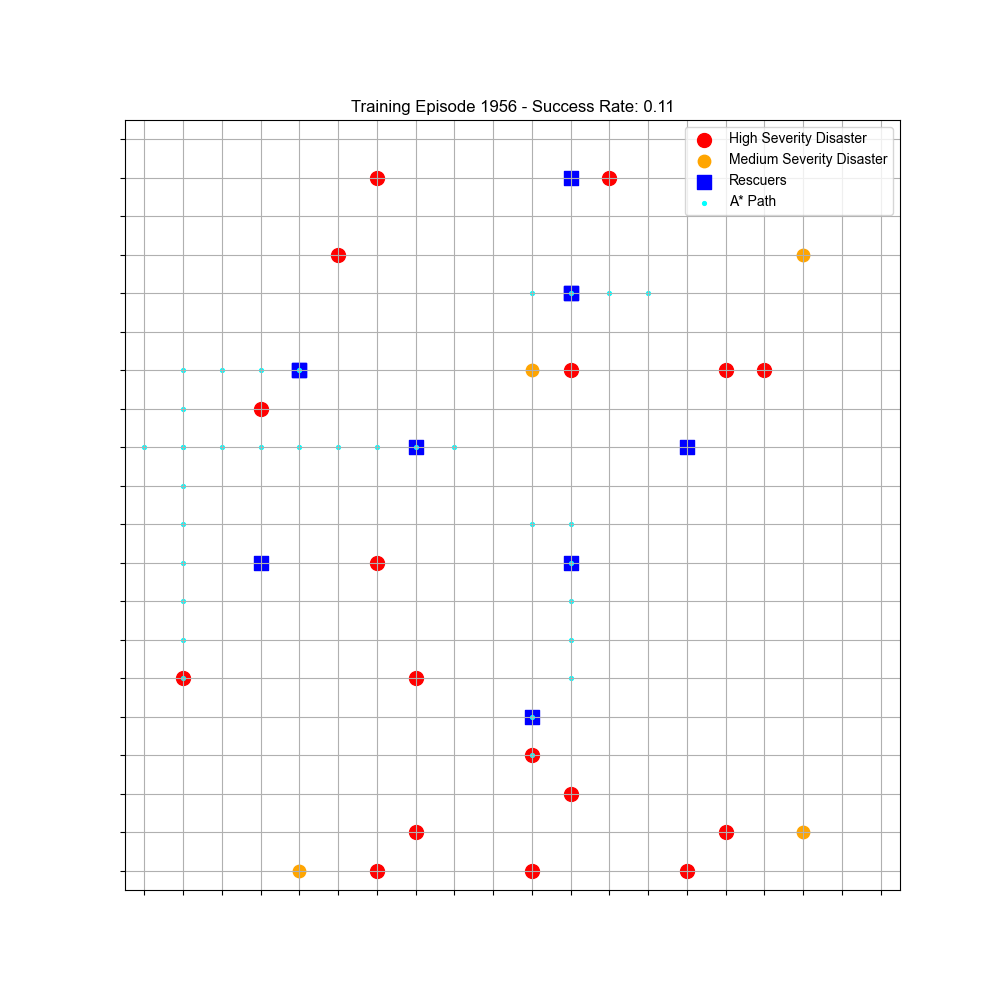 Training Episode 1956 - Success Rate: 0.11
High Severity Disaster
Medium Severity Disaster
Rescuers
A* Path